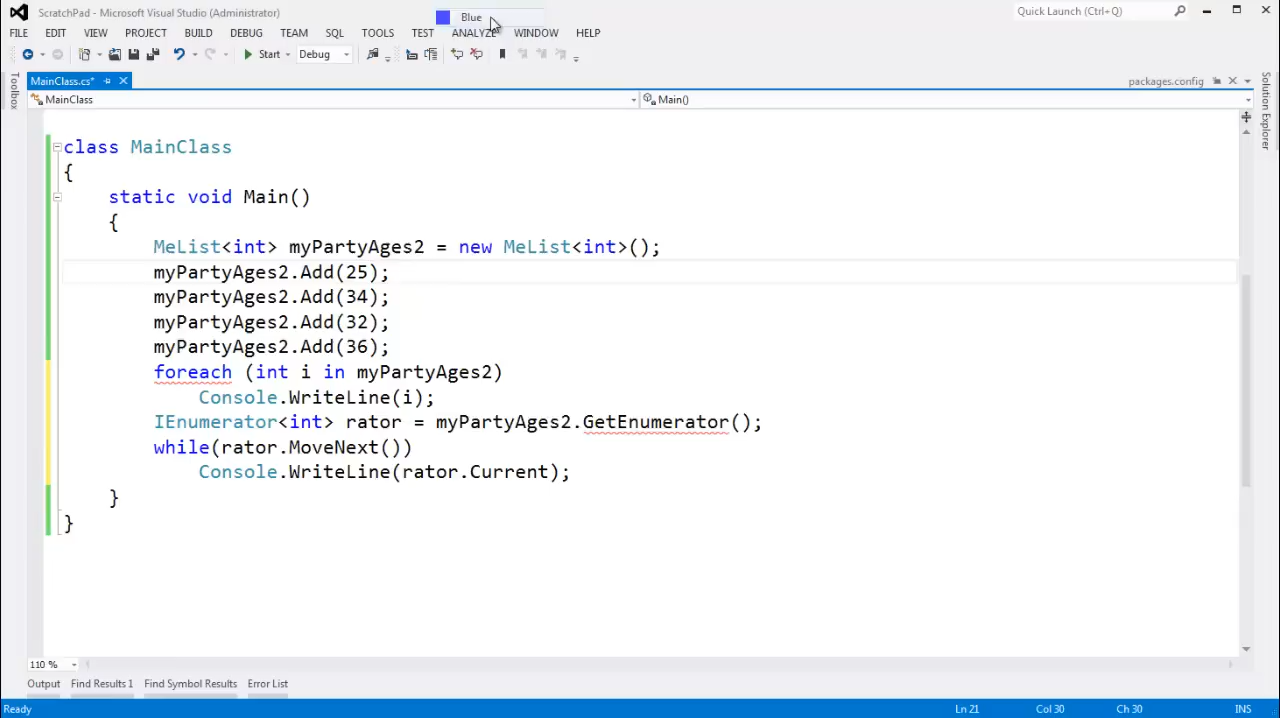 ScratchPad - Microsoft Visual Studio (Administrator)
Blue
Quick Launch (Ctrl+Q)
FILE EDIT VIEW PROJECT BUILD DEBUG TEAM SQL TOOLS TEST ANALYZE WINDOW HELP
Start Debug
Toolbox
MainClass.cs*
packages.config
Solution Explorer
MainClass
Main()
class MainClass
{
static void Main()
{
MeList<int> myPartyAges2 = new MeList<int>();
myPartyAges2.Add(25);
myPartyAges2.Add(34);
myPartyAges2.Add(32);
myPartyAges2.Add(36);
foreach (int i in myPartyAges2)
Console.WriteLine(i);
IEnumerator<int> rator = myPartyAges2.GetEnumerator();
while(rator.MoveNext())
Console.WriteLine(rator.Current);
}
}
110 %
Output Find Results 1 Find Symbol Results Error List
Ready Ln 21 Col 30 Ch 30 INS